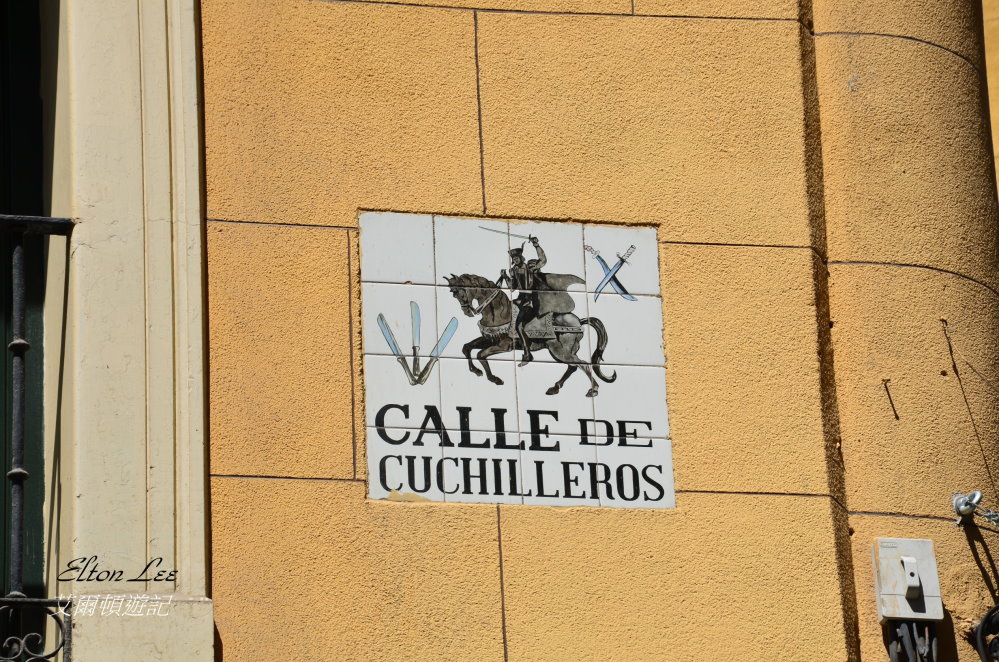 CALLE DE
CUCHILLEROS
Elton Lee
艾爾頓遊記